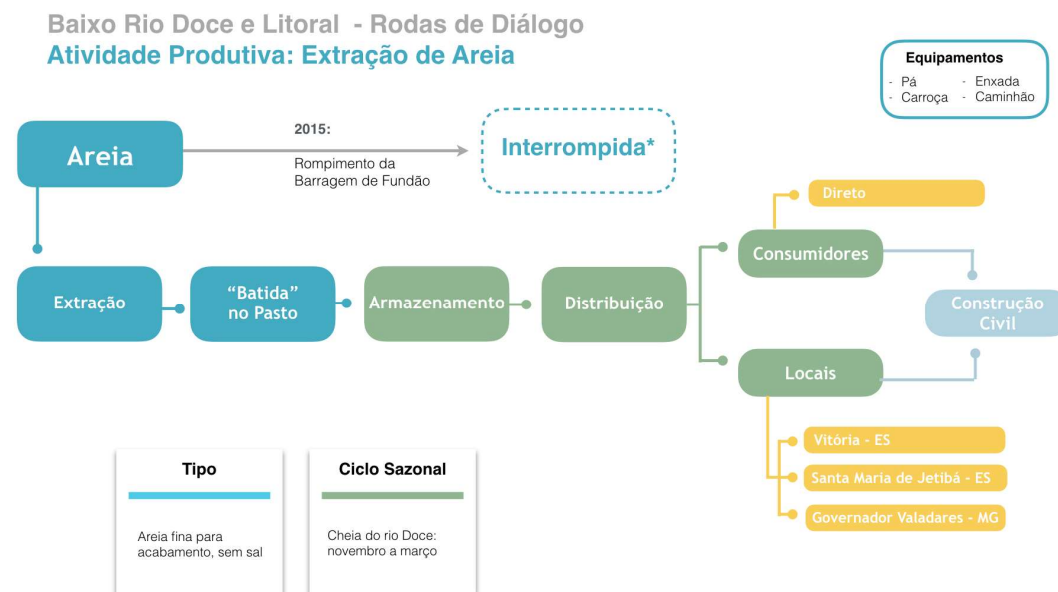 Baixo Rio Doce e Litoral - Rodas de Diálogo
Atividade Produtiva: Extração de Areia
Equipamentos
- Pá
- Enxada
- Carroça
- Caminhão
Areia
2015:
Rompimento da
Barragem de Fundão
Interrompida*
Direto
Consumidores
Extração
“Batida”
no Pasto
Armazenamento
Distribuição
Construção
Civil
Locais
Vitória - ES
Santa Maria de Jetibá - ES
Governador Valadares - MG
Tipo
Areia fina para
acabamento, sem sal
Ciclo Sazonal
Cheia do rio Doce:
novembro a março